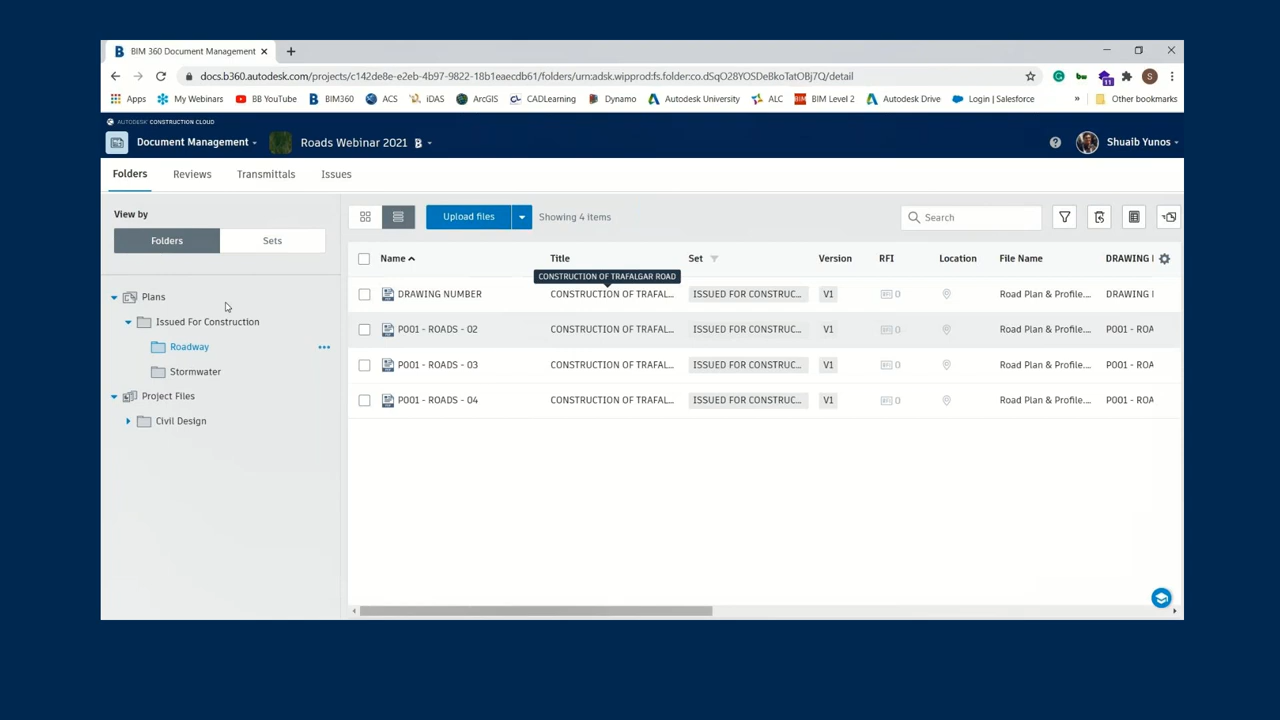 BIM 360 Document Management
docs.b360.autodesk.com/projects/c142de8e-e2eb-4b97-9822-18b1eaecdb61/folders/urn:adsk.wipprod:fs.folder:co.dSqO28YOSDeBkoTatOBj7Q/detail
Apps My Webinars BB YouTube BIM360 ACS iDAS ArcGIS CADLearning Dynamo Autodesk University ALC BIM Level 2 Autodesk Drive Login | Salesforce » Other bookmarks
AUTODESK CONSTRUCTION CLOUD
Document Management Roads Webinar 2021 Shuaib Yunos
Folders Reviews Transmittals Issues
View by
Folders Sets
Upload files Showing 4 items Search
Name Title Set Version RFI Location File Name DRAWING
CONSTRUCTION OF TRAFALGAR ROAD
Plans
Issued For Construction
Roadway
Stormwater
Project Files
Civil Design
DRAWING NUMBER CONSTRUCTION OF TRAFAL... ISSUED FOR CONSTRUC... V1 RFI 0 Road Plan & Profile.... DRAWING
P001 - ROADS - 02 CONSTRUCTION OF TRAFAL... ISSUED FOR CONSTRUC... V1 RFI 0 Road Plan & Profile.... P001 - ROA
P001 - ROADS - 03 CONSTRUCTION OF TRAFAL... ISSUED FOR CONSTRUC... V1 RFI 0 Road Plan & Profile.... P001 - ROA
P001 - ROADS - 04 CONSTRUCTION OF TRAFAL... ISSUED FOR CONSTRUC... V1 RFI 0 Road Plan & Profile.... P001 - ROA